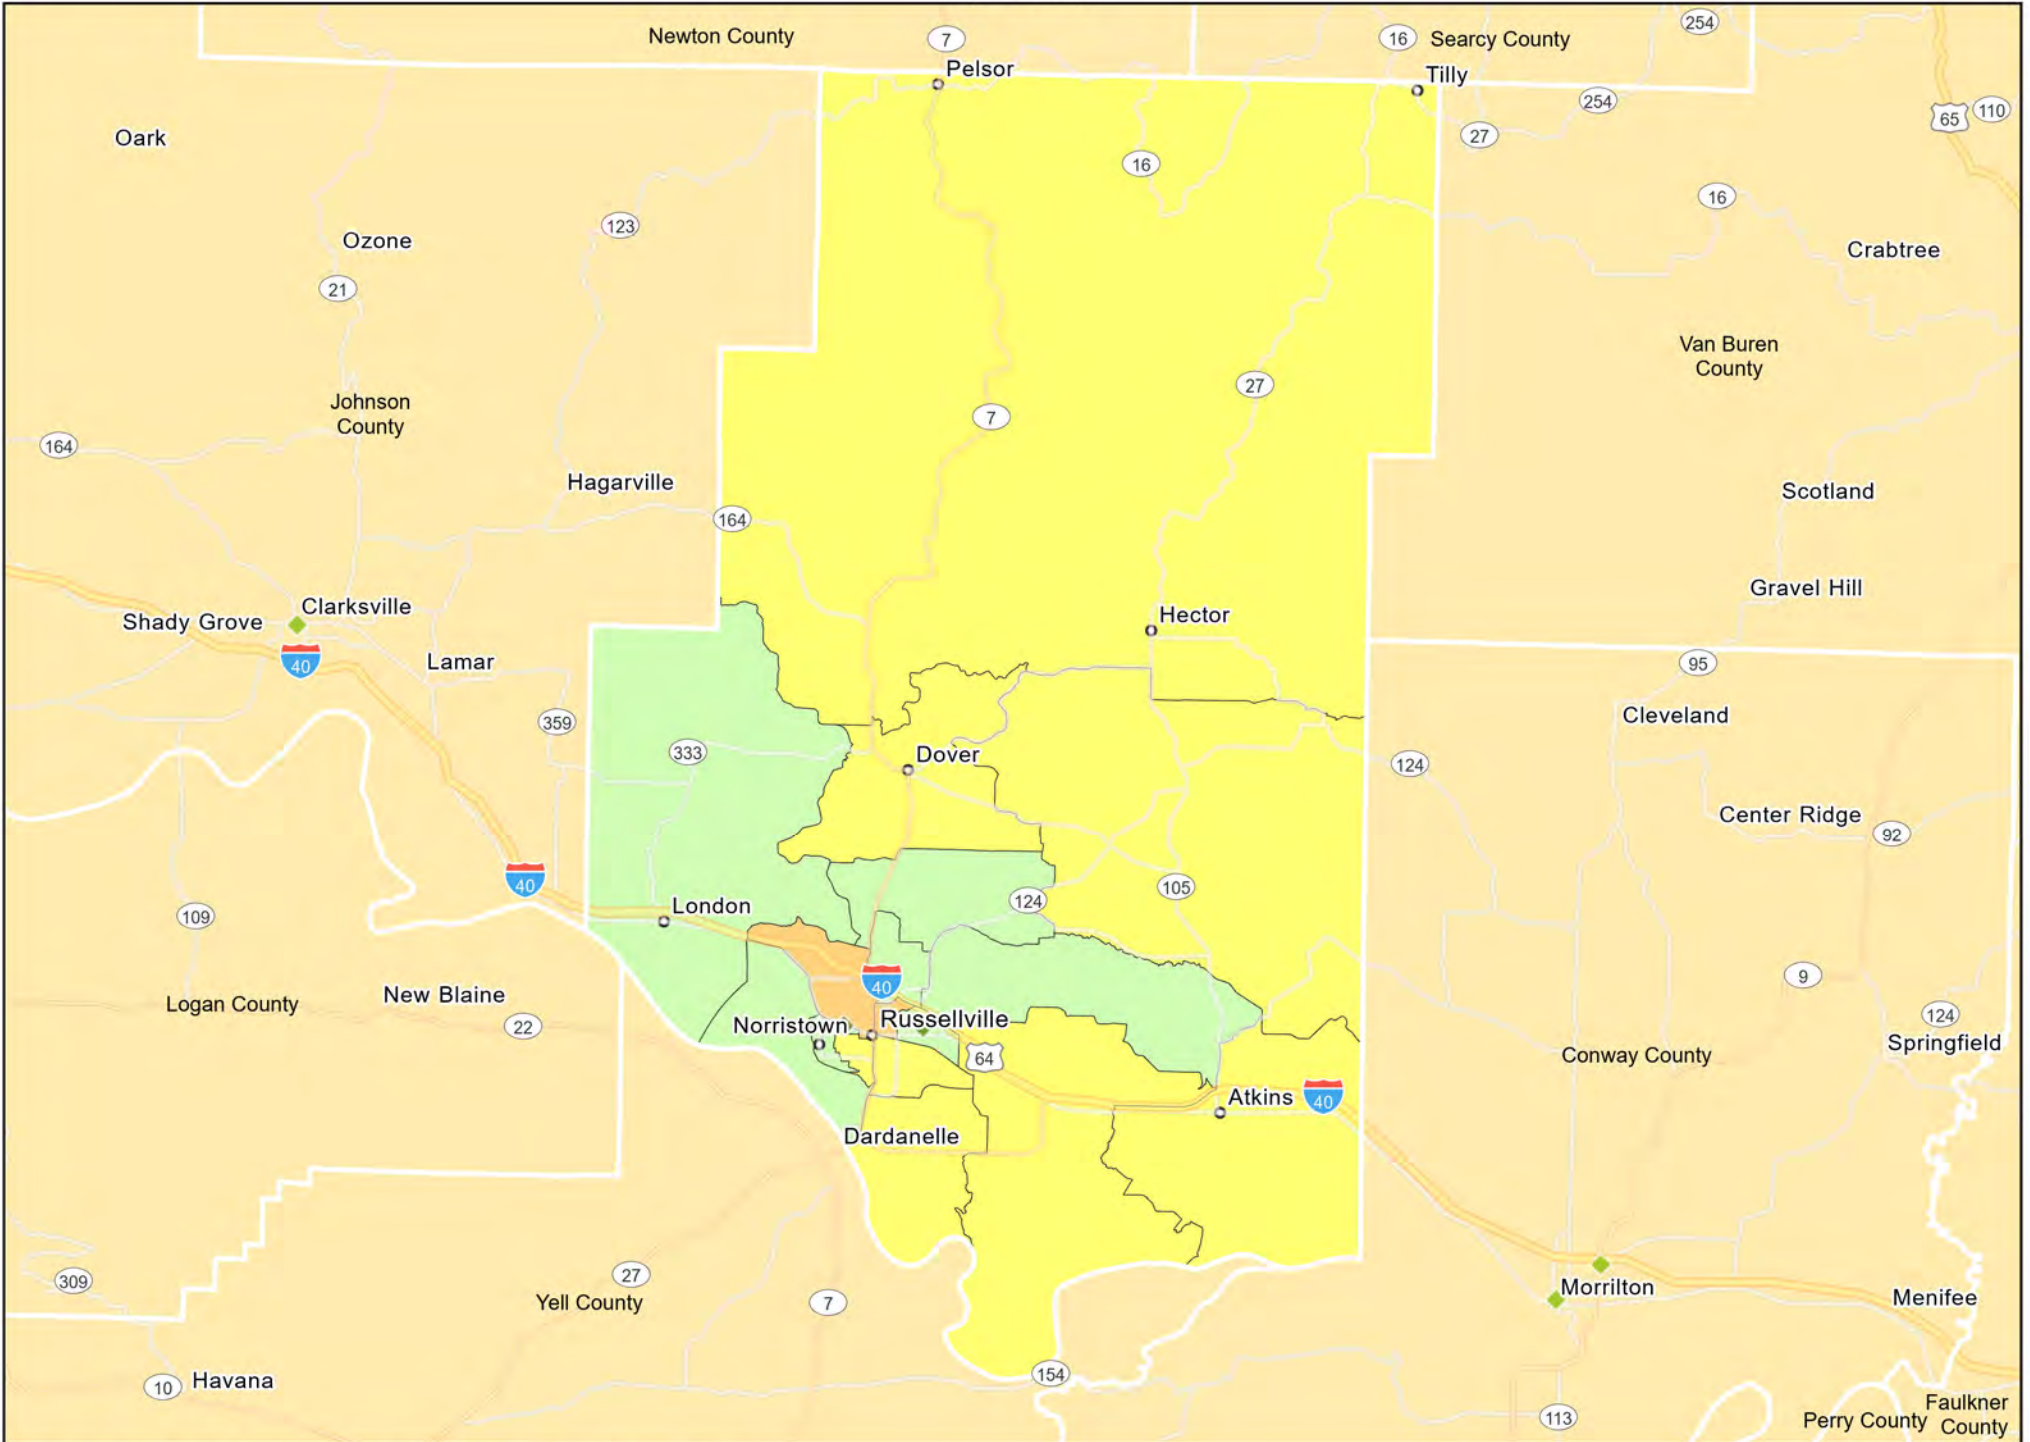 254
7
16
Newton County
Searcy County
Pelsor
Tilly
254
65
110
27
Oark
16
16
123
Ozone
Crabtree
21
Van Buren
County
27
Johnson
County
7
164
Hagarville
Scotland
164
Gravel Hill
Clarksville
Shady Grove
Hector
40
Lamar
95
Cleveland
359
333
Dover
124
Center Ridge
92
40
105
124
London
109
9
40
New Blaine
Logan County
124
22
Norristown
Russellville
Springfield
64
Conway County
Atkins
40
Dardanelle
27
309
Morrilton
Menifee
Yell County
7
154
10
Havana
113
Perry County
Faulkner
County